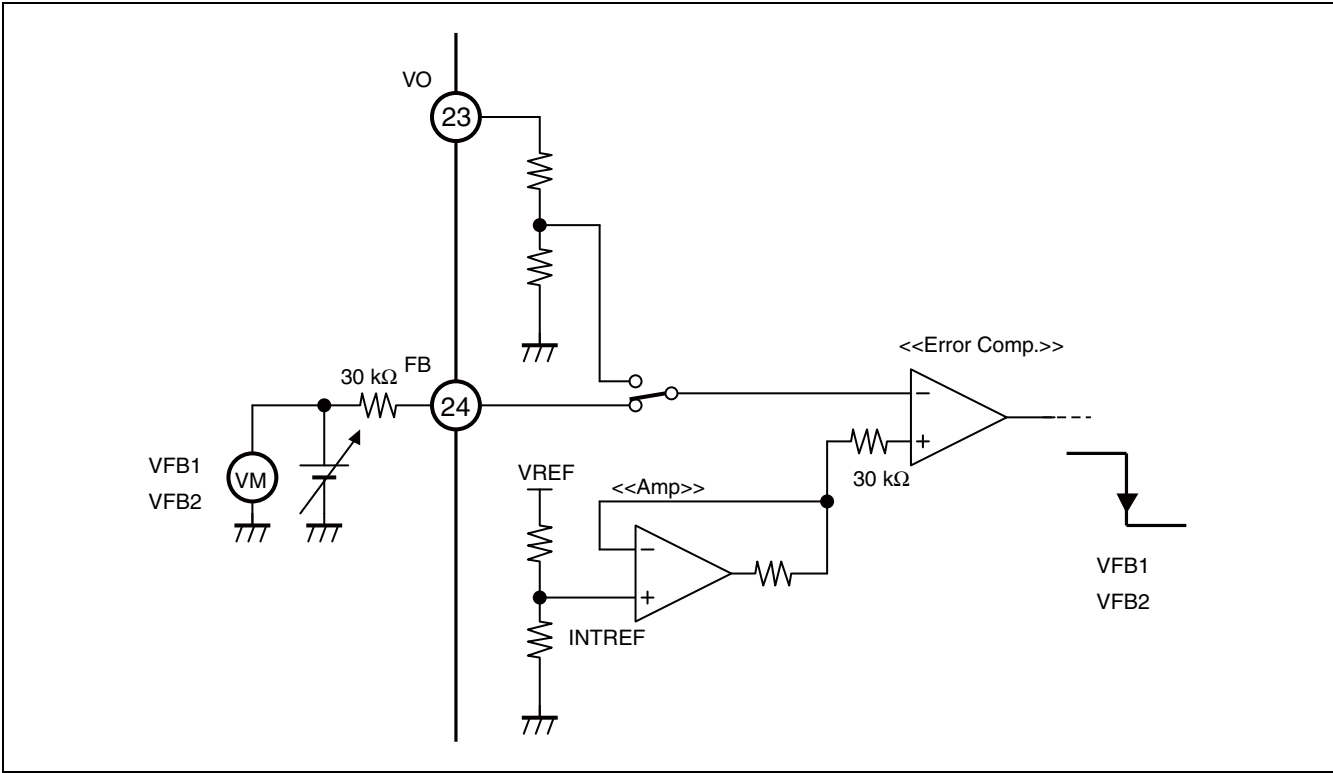 VO
23
<<Error Comp.>>
FB
30 kΩ
24
−
+
30 kΩ
VFB1
VFB2
VM
VREF
<<Amp>>
−
+
INTREF
VFB1
VFB2